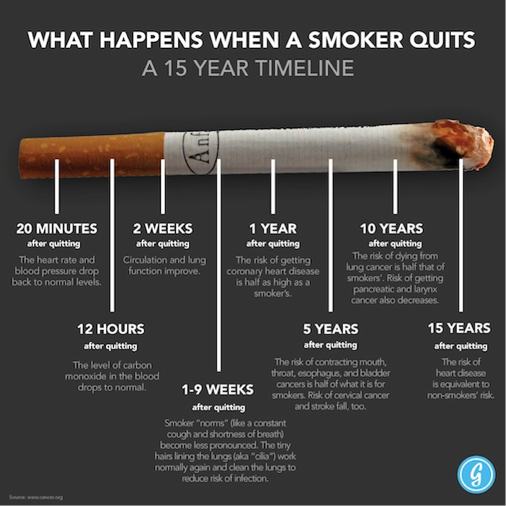 WHAT HAPPENS WHEN A SMOKER QUITS
A 15 YEAR TIMELINE
Anf
20 MINUTES
after quitting
The heart rate and
blood pressure drop
back to normal levels.
2 WEEKS
after quitting
Circulation and lung
function improve.
1 YEAR
after quitting
The risk of getting
coronary heart disease
is half as high as a
smoker's.
10 YEARS
after quitting
The risk of dying from
lung cancer is half that of
smokers'. Risk of getting
pancreatic and larynx
cancer also decreases.
12 HOURS
after quitting
The level of carbon
monoxide in the blood
drops to normal.
1-9 WEEKS
after quitting
Smoker "norms" (like a constant
cough and shortness of breath)
become less pronounced. The tiny
hairs lining the lungs (aka "cilia") work
normally again and clean the lungs to
reduce risk of infection.
5 YEARS
after quitting
The risk of contracting mouth,
throat, esophagus, and bladder
cancers is half of what it is for
smokers. Risk of cervical cancer
and stroke fall, too.
15 YEARS
after quitting
The risk of
heart disease
is equivalent to
non-smokers' risk.
G
Source: www.cancer.org